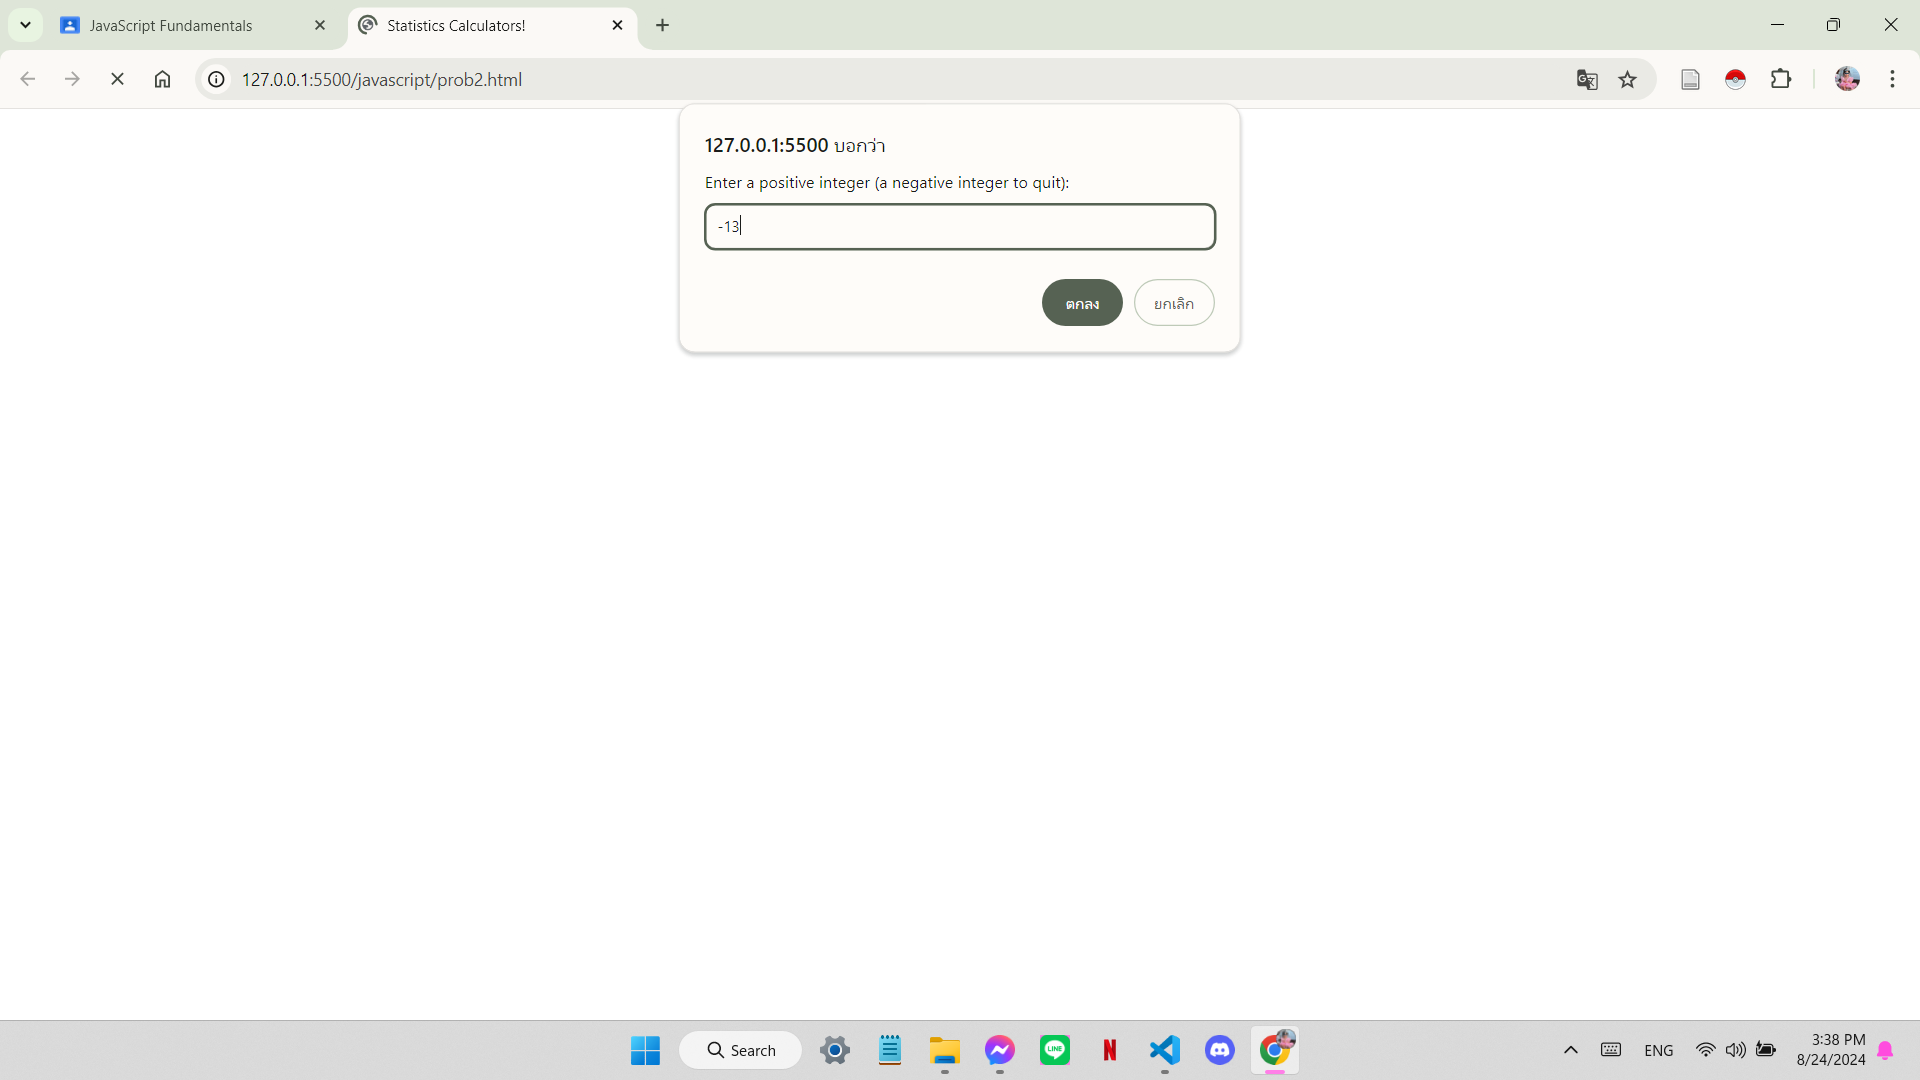 JavaScript Fundamentals
Statistics Calculators!
127.0.0.1:5500/javascript/prob2.html
127.0.0.1:5500 บอกว่า
Enter a positive integer (a negative integer to quit):
-13
ตกลง
ยกเลิก
Search
LINE
N
ENG
3:38 PM
8/24/2024